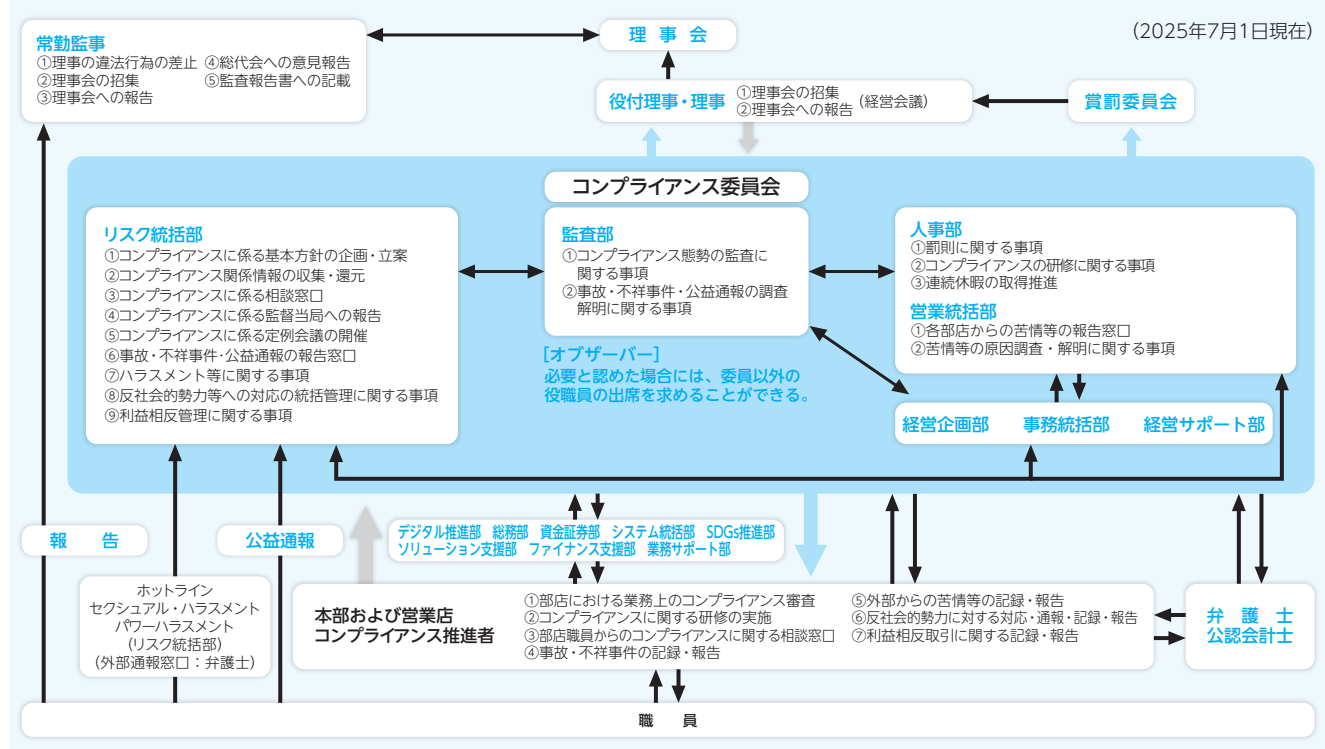 (2025年7月1日現在)
常勤監事
①理事の違法行為の差止 ④総代会への意見報告
②理事会の招集 ⑤監査報告書への記載
③理事会への報告
理事会
役付理事・理事 ①理事会の招集
②理事会への報告 (経営会議)
賞罰委員会
コンプライアンス委員会
リスク統括部
①コンプライアンスに係る基本方針の企画・立案
②コンプライアンス関係情報の収集・還元
③コンプライアンスに係る相談窓口
④コンプライアンスに係る監督当局への報告
⑤コンプライアンスに係る定例会議の開催
⑥事故・不祥事件・公益通報の報告窓口
⑦ハラスメント等に関する事項
⑧反社会的勢力等への対応の統括管理に関する事項
⑨利益相反管理に関する事項
監査部
①コンプライアンス態勢の監査に
関する事項
②事故・不祥事件・公益通報の調査
解明に関する事項
[オブザーバー]
必要と認めた場合には、委員以外の
役職員の出席を求めることができる。
人事部
①罰則に関する事項
②コンプライアンスの研修に関する事項
③連続休暇の取得推進
営業統括部
①各部店からの苦情等の報告窓口
②苦情等の原因調査・解明に関する事項
経営企画部 事務統括部 経営サポート部
報告
公益通報
デジタル推進部 総務部 資金証券部 システム統括部 SDGs推進部
ソリューション支援部 ファイナンス支援部 業務サポート部
ホットライン
セクシュアル・ハラスメント
パワーハラスメント
(リスク統括部)
(外部通報窓口：弁護士)
本部および営業店
コンプライアンス推進者
①部店における業務上のコンプライアンス審査
②コンプライアンスに関する研修の実施
③部店職員からのコンプライアンスに関する相談窓口
④事故・不祥事件の記録・報告
⑤外部からの苦情等の記録・報告
⑥反社会的勢力に対する対応・通報・記録・報告
⑦利益相反取引に関する記録・報告
弁護士
公認会計士
職員